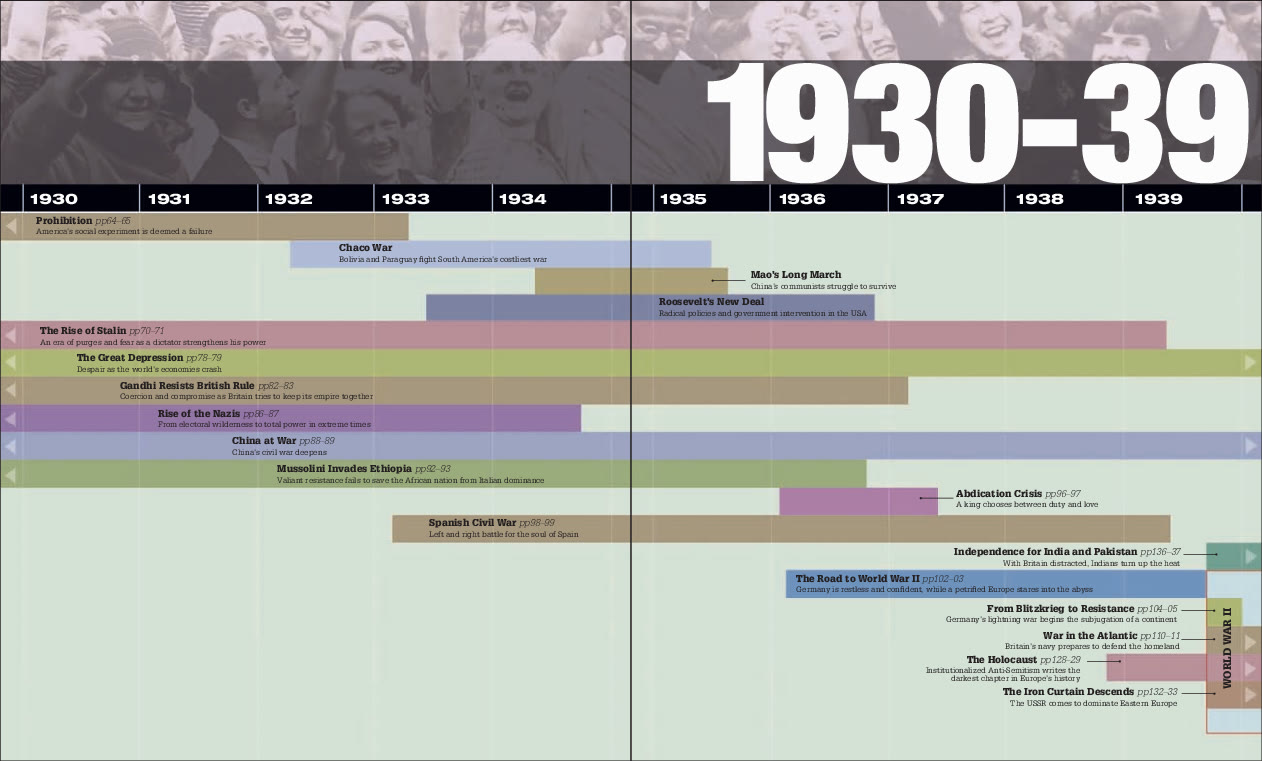 1930-39
1930 1931 1932 1933 1934 1935 1936 1937 1938 1939
Prohibition pp64–65
America's social experiment is deemed a failure
Chaco War
Bolivia and Paraguay fight South America's costliest war
Mao's Long March
China's communists struggle to survive
Roosevelt's New Deal
Radical policies and government intervention in the USA
The Rise of Stalin pp70–71
An era of purges and fear as a dictator strengthens his power
The Great Depression pp78–79
Despair as the world's economies crash
Gandhi Resists British Rule pp82–83
Coercion and compromise as Britain tries to keep its empire together
Rise of the Nazis pp86–87
From electoral wilderness to total power in extreme times
China at War pp88–89
China's civil war deepens
Mussolini Invades Ethiopia pp92–93
Valiant resistance fails to save the African nation from Italian dominance
Abdication Crisis pp96–97
A king chooses between duty and love
Spanish Civil War pp98–99
Left and right battle for the soul of Spain
Independence for India and Pakistan pp136–37
With Britain distracted, Indians turn up the heat
The Road to World War II pp102–03
Germany is restless and confident, while a petrified Europe stares into the abyss
From Blitzkrieg to Resistance pp104–05
Germany's lightning war begins the subjugation of a continent
War in the Atlantic pp110–11
Britain's navy prepares to defend the homeland
The Holocaust pp128-29
Institutionalized Anti-Semitism writes the
darkest chapter in Europe's history
The Iron Curtain Descends pp132–33
The USSR comes to dominate Eastern Europe
WORLD WAR II